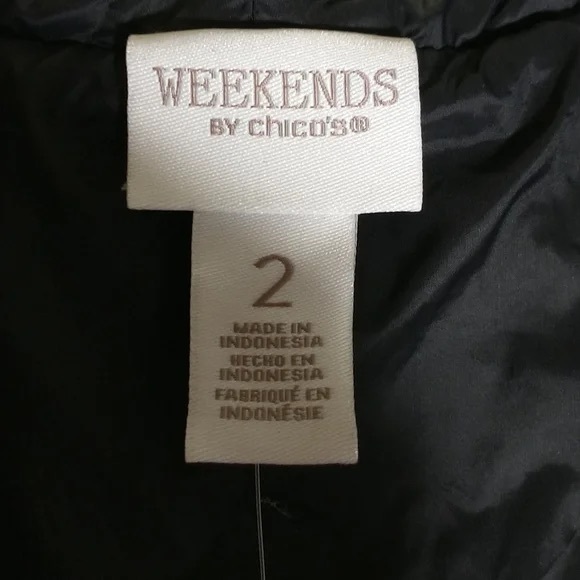 WEEKENDS
BY chico's®
2
MADE IN
INDONESIA
HECHO EN
INDONESIA
FABRIQUÉ EN
INDONÉSIE